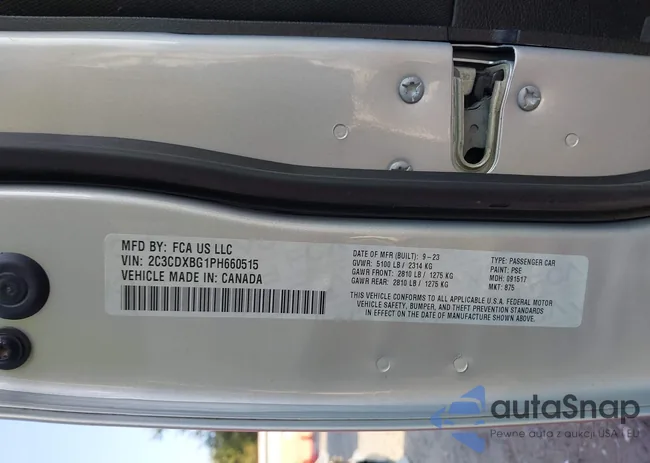 MFD BY: FCA US LLC
VIN: 2C3CDXBG1PH660515
VEHICLE MADE IN: CANADA
DATE OF MFR (BUILT): 9-23
GVWR: 5100 LB / 2314 KG
GAWR FRONT: 2810 LB / 1275 KG
GAWR REAR: 2810 LB / 1275 KG
TYPE: PASSENGER CAR
PAINT: PSE
MDH: 091517
MKT: 875
THIS VEHICLE CONFORMS TO ALL APPLICABLE U.S.A. FEDERAL MOTOR
VEHICLE SAFETY, BUMPER, AND THEFT PREVENTION STANDARDS
IN EFFECT ON THE DATE OF MANUFACTURE SHOWN ABOVE.
autaSnap
Pewne auta z aukcji USA i EU